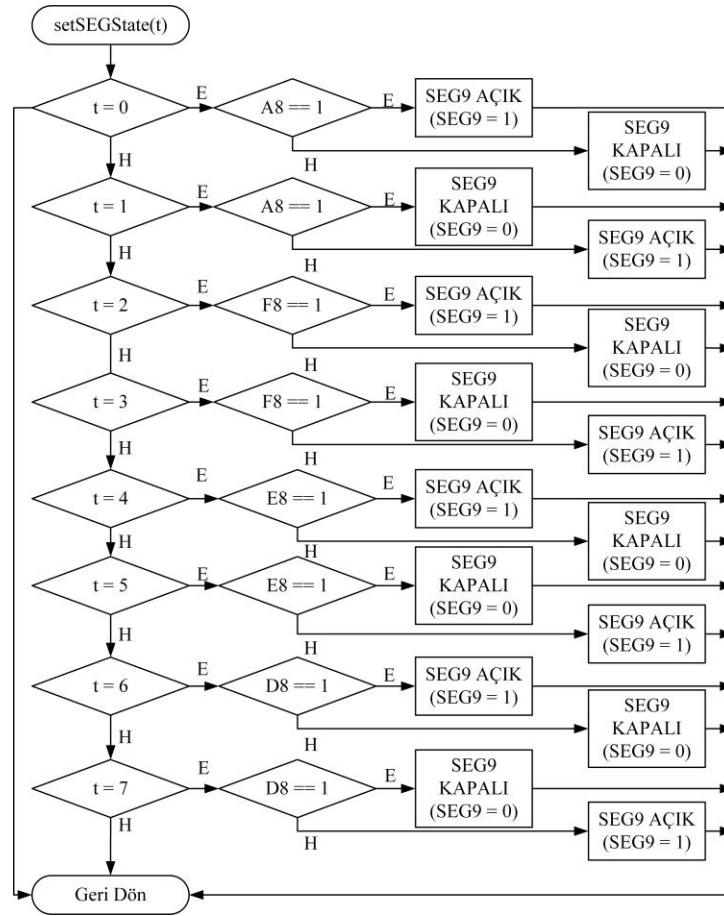 setSEGState(t)
t = 0
E
A8 == 1
E
SEG9 AÇIK
(SEG9 = 1)
SEG9
KAPALI
(SEG9 = 0)
H
H
t = 1
E
A8 == 1
E
SEG9
KAPALI
(SEG9 = 0)
SEG9 AÇIK
(SEG9 = 1)
H
H
t = 2
E
F8 == 1
E
SEG9 AÇIK
(SEG9 = 1)
SEG9
KAPALI
(SEG9 = 0)
H
H
t = 3
E
F8 == 1
E
SEG9
KAPALI
(SEG9 = 0)
SEG9 AÇIK
(SEG9 = 1)
H
H
t = 4
E
E8 == 1
E
SEG9 AÇIK
(SEG9 = 1)
SEG9
KAPALI
(SEG9 = 0)
H
H
t = 5
E
E8 == 1
E
SEG9
KAPALI
(SEG9 = 0)
SEG9 AÇIK
(SEG9 = 1)
H
H
t = 6
E
D8 == 1
E
SEG9 AÇIK
(SEG9 = 1)
SEG9
KAPALI
(SEG9 = 0)
H
H
t = 7
E
D8 == 1
E
SEG9
KAPALI
(SEG9 = 0)
SEG9 AÇIK
(SEG9 = 1)
H
H
Geri Dön